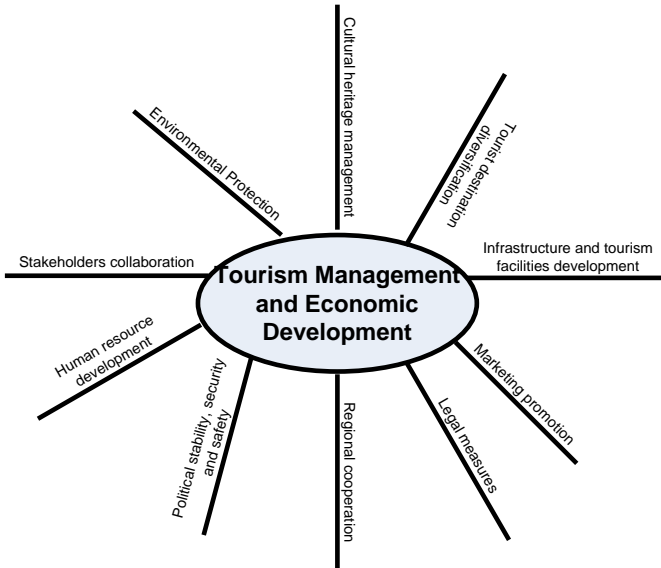 Cultural heritage management
Tourist destination
diversification
Environmental Protection
Infrastructure and tourism
facilities development
Stakeholders collaboration
Tourism Management
and Economic
Development
Human resource
development
Marketing promotion
Political stability, security
and safety
Regional cooperation
Legal measures